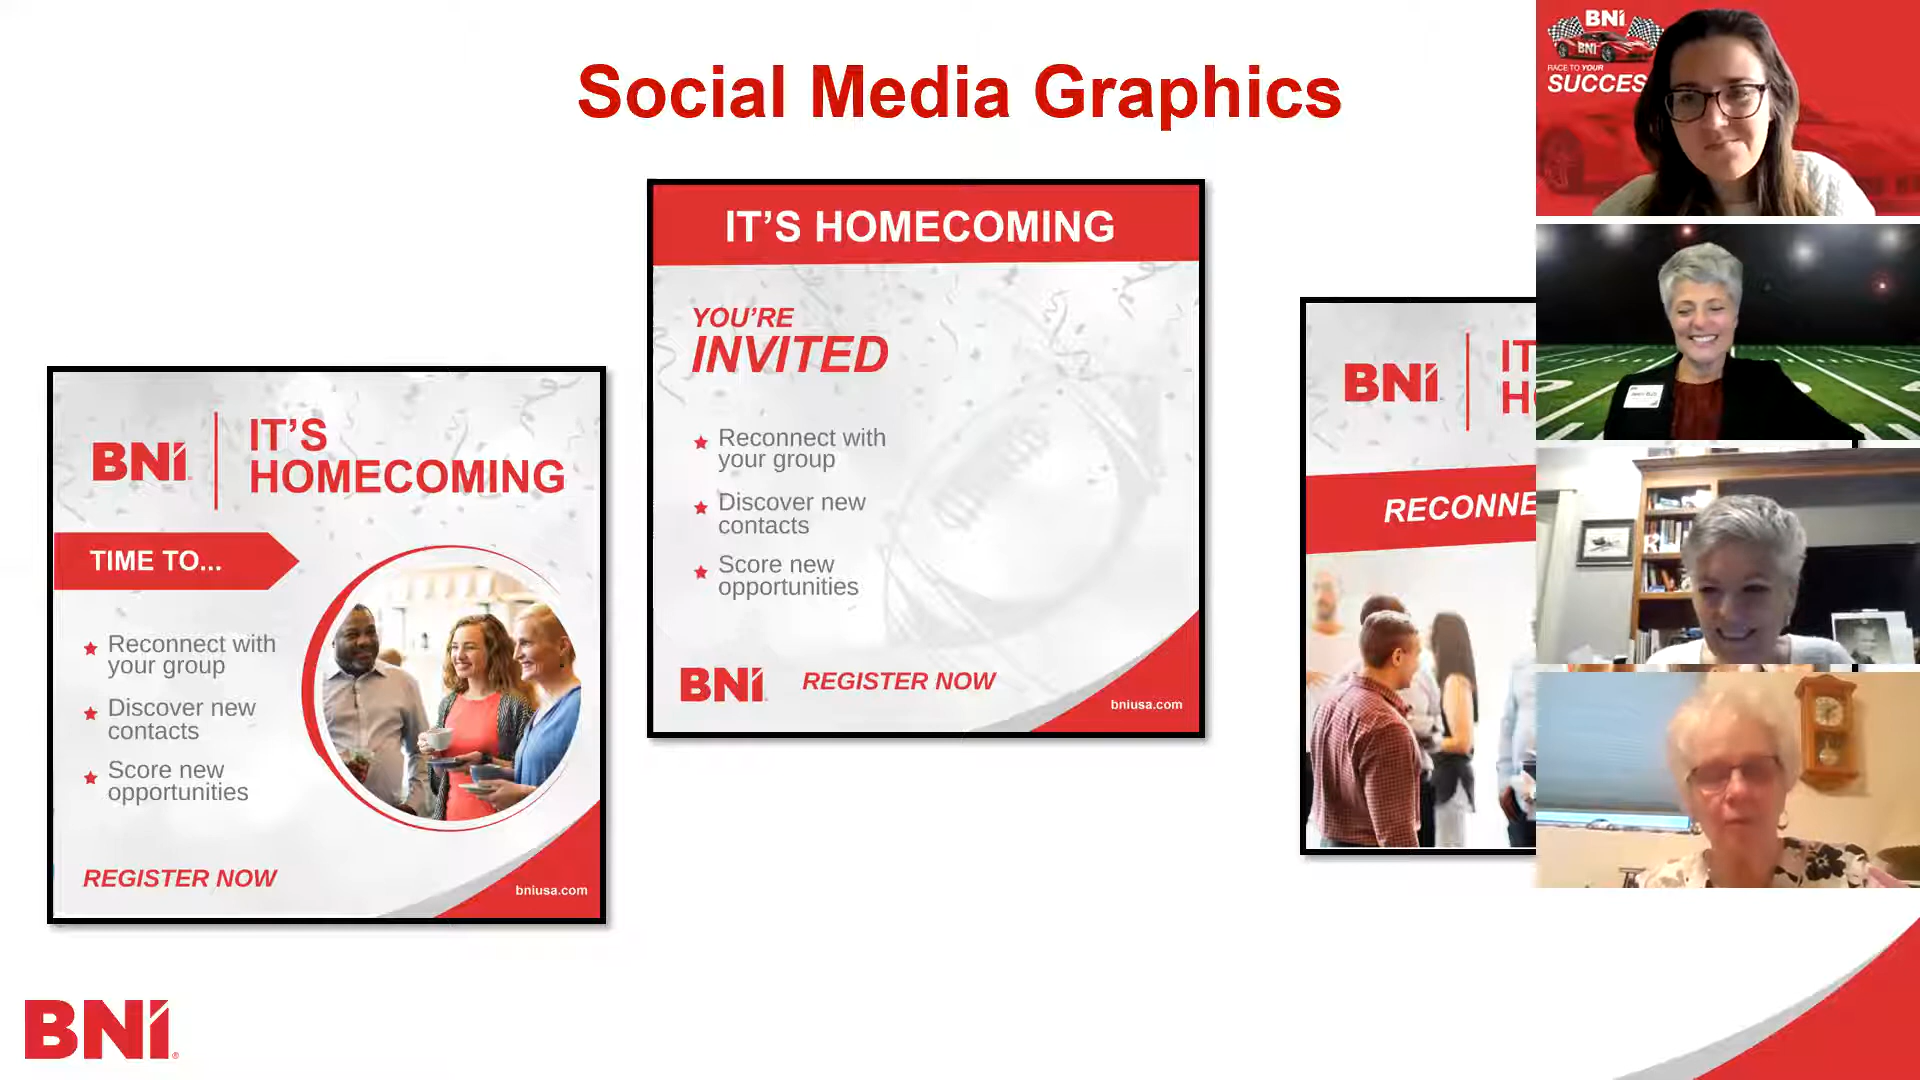 Social Media Graphics
BNI
IT'S
HOMECOMING
TIME TO...
Reconnect with
your group
Discover new
contacts
Score new
opportunities
REGISTER NOW
bniusa.com
IT'S HOMECOMING
YOU'RE
INVITED
Reconnect with
your group
Discover new
contacts
Score new
opportunities
BNI
REGISTER NOW
bniusa.com
BNI
IT
RECONNE
BNI
BNI
RACE TO YOUR
SUCCES
BNI